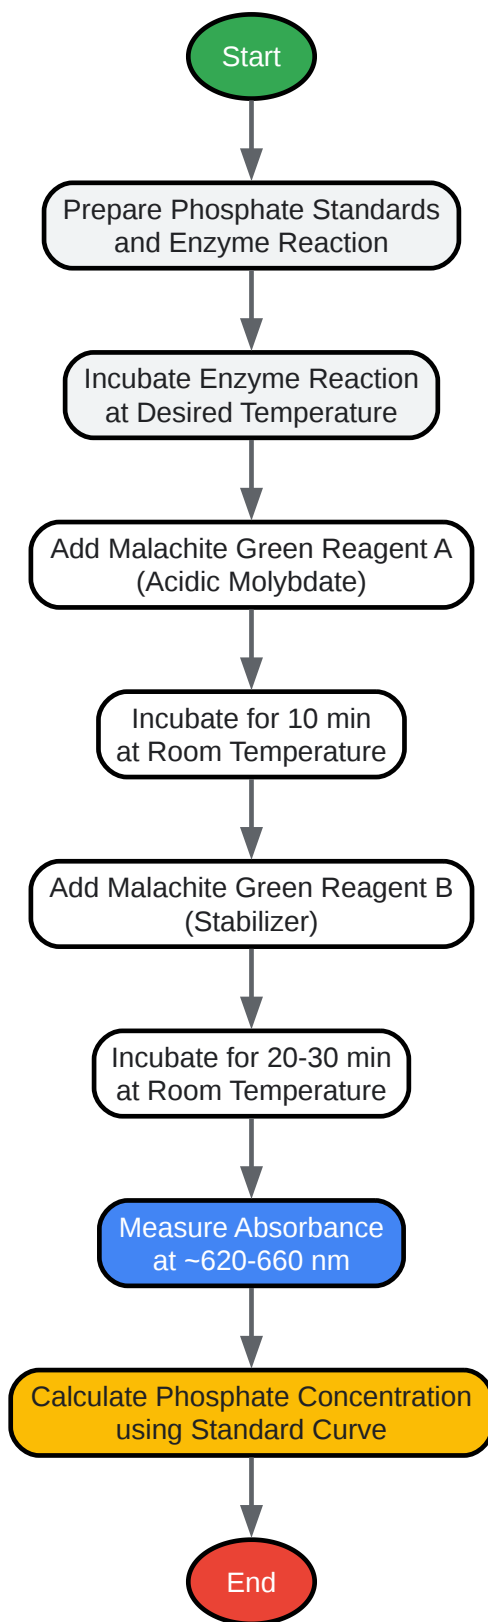 Start
Prepare Phosphate Standards
and Enzyme Reaction
Incubate Enzyme Reaction
at Desired Temperature
Add Malachite Green Reagent A
(Acidic Molybdate)
Incubate for 10 min
at Room Temperature
Add Malachite Green Reagent B
(Stabilizer)
Incubate for 20-30 min
at Room Temperature
Measure Absorbance
at ~620-660 nm
Calculate Phosphate Concentration
using Standard Curve
End